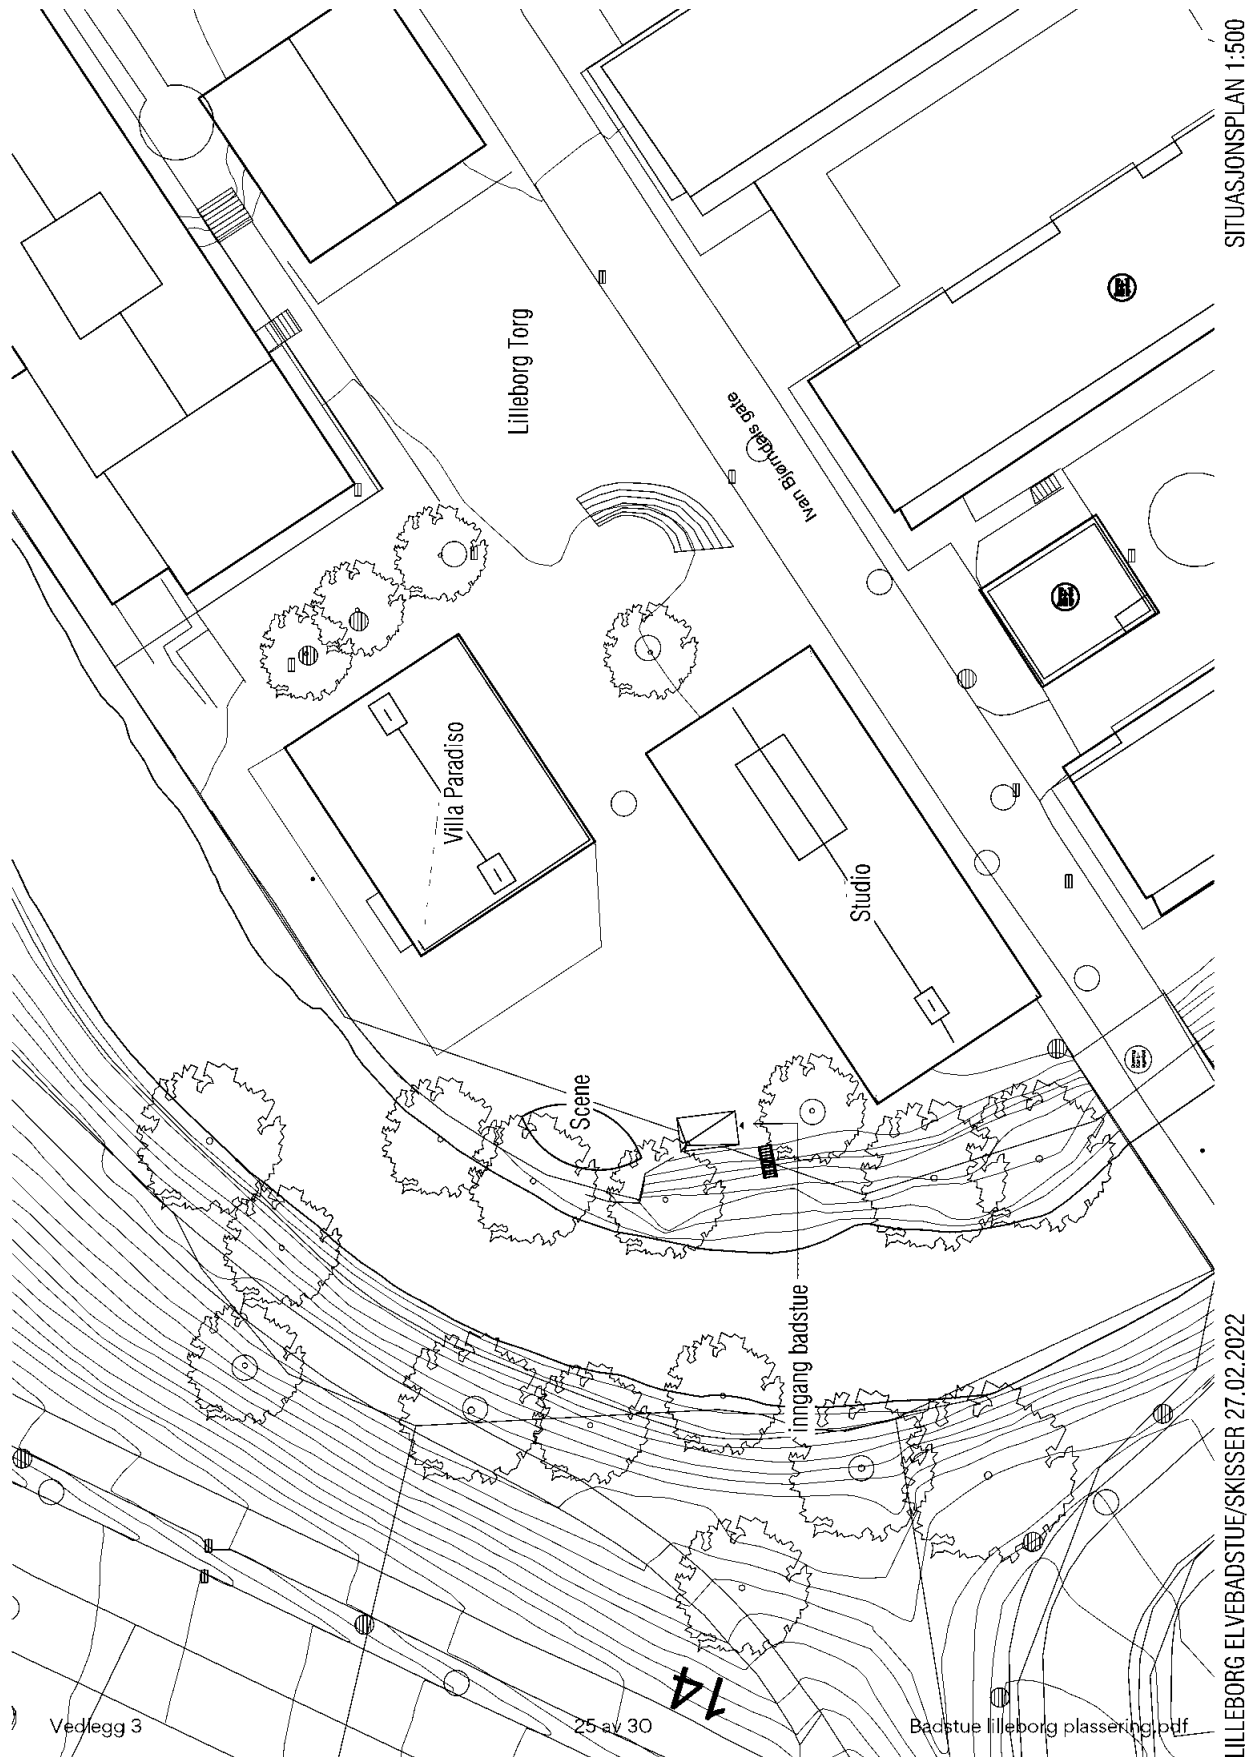 SITUASJONSPLAN 1:500
Lilleborg Torg
Ivan Bjørndals gate
Villa Paradiso
Studio
Scene
inngang badstue
14
LILLEBORG ELVEBADSTUE/SKISSER 27.02.2022
Vedlegg 3
25 av 30
Badstue lilleborg plassering.pdf